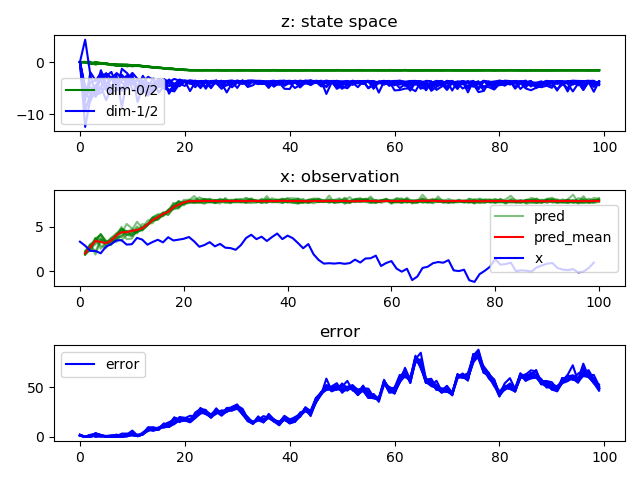 z: state space
0
−10
dim-0/2
dim-1/2
0 20 40 60 80 100
x: observation
5
0
pred
pred_mean
x
0 20 40 60 80 100
error
50
0
error
0 20 40 60 80 100